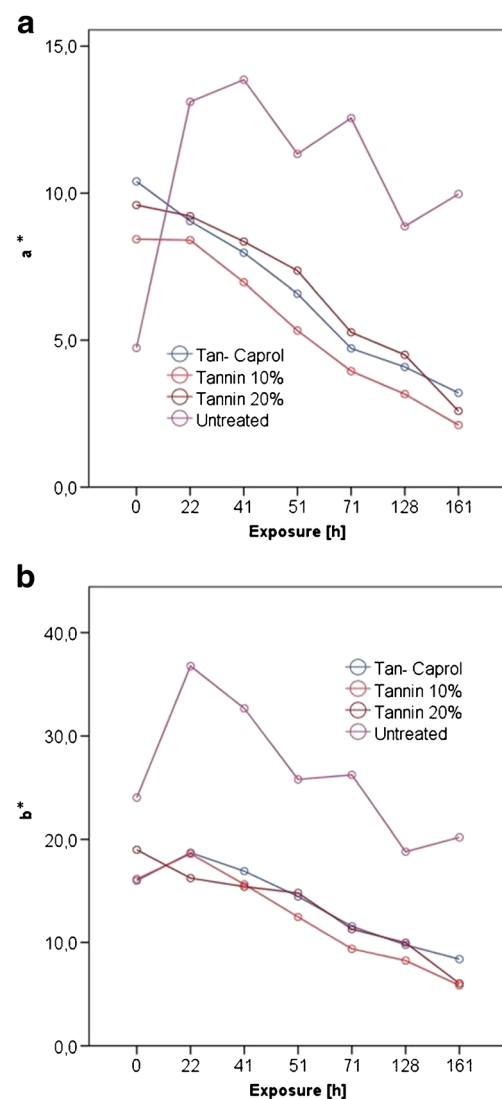 a
15,0
10,0
a *
5,0
Tan- Caprol
Tannin 10%
Tannin 20%
Untreated
0,0
0 22 41 51 71 128 161
Exposure [h]
b
40,0
Tan- Caprol
Tannin 10%
Tannin 20%
Untreated
30,0
b*
20,0
10,0
0,0
0 22 41 51 71 128 161
Exposure [h]